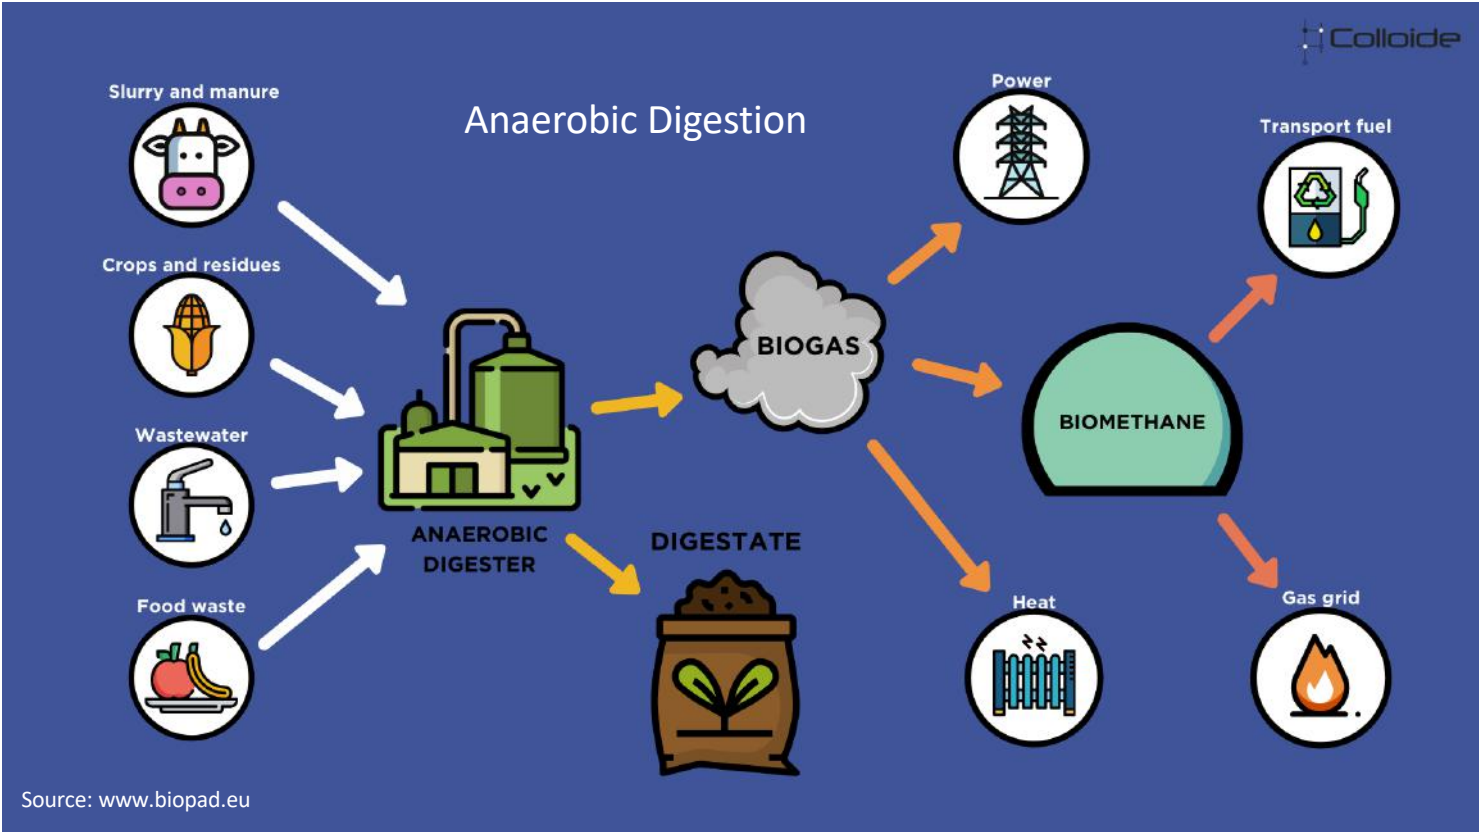 Colloide
Anaerobic Digestion
Slurry and manure
Crops and residues
Wastewater
Food waste
ANAEROBIC
DIGESTER
BIOGAS
DIGESTATE
Power
BIOMETHANE
Heat
Transport fuel
Gas grid
Source: www.biopad.eu